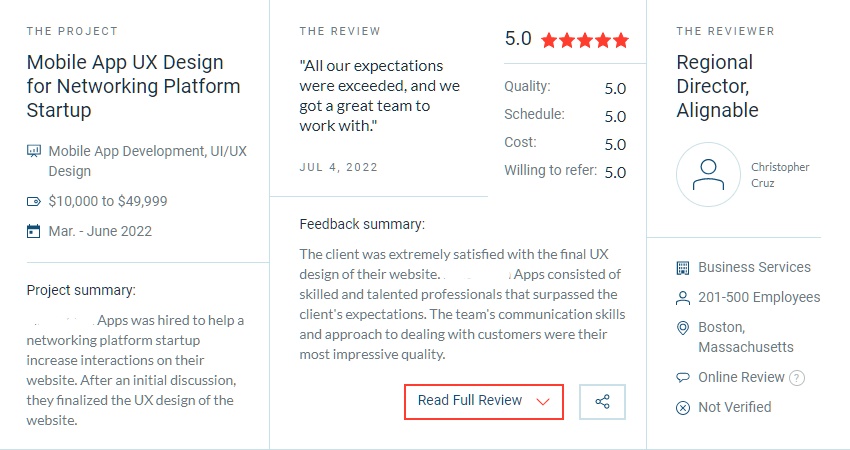 THE PROJECT
Mobile App UX Design
for Networking Platform
Startup
Mobile App Development, UI/UX
Design
$10,000 to $49,999
Mar. - June 2022
Project summary:
Apps was hired to help a
networking platform startup
increase interactions on their
website. After an initial discussion,
they finalized the UX design of the
website.
THE REVIEW
"All our expectations
were exceeded, and we
got a great team to
work with."
JUL 4, 2022
5.0
Quality: 5.0
Schedule: 5.0
Cost: 5.0
Willing to refer: 5.0
Feedback summary:
The client was extremely satisfied with the final UX
design of their website. Apps consisted of
skilled and talented professionals that surpassed the
client's expectations. The team's communication skills
and approach to dealing with customers were their
most impressive quality.
Read Full Review
THE REVIEWER
Regional
Director,
Alignable
Christopher
Cruz
Business Services
201-500 Employees
Boston,
Massachusetts
Online Review ?
Not Verified